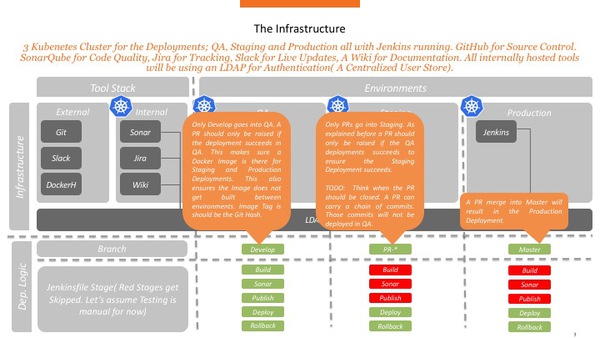 The Infrastructure
3 Kubenetes Cluster for the Deployments; QA, Staging and Production all with Jenkins running. GitHub for Source Control.
SonarQube for Code Quality, Jira for Tracking, Slack for Live Updates, A Wiki for Documentation. All internally hosted tools
will be using an LDAP for Authentication( A Centralized User Store).
Tool Stack
Environments
Infrastructure
External
Internal
Production
Git
Slack
DockerH
Sonar
Jira
Wiki
Jenkins
Only Develop goes into QA. A
PR should only be raised if
the deployment succeeds in
QA. This makes sure a
Docker Image is there for
Staging and Production
Deployments. This also
ensures the Image does not
get built between
environments. Image Tag is
should be the Git Hash.
Only PRs go into Staging. As
explained before a PR should
only be raised if the QA
deployments succeeds to
ensure the Staging
Deployment succeeds.
TODO: Think when the PR
should be closed. A PR can
carry a chain of commits.
Those commits will not be
deployed in QA.
A PR merge into Master will
result in the Production
Deployment.
Dep. Logic
Branch
Develop
PR-*
Master
Jenkinsfile Stage( Red Stages get
Skipped. Let's assume Testing is
manual for now)
Build
Sonar
Publish
Deploy
Rollback
Build
Sonar
Publish
Deploy
Rollback
Build
Sonar
Publish
Deploy
Rollback